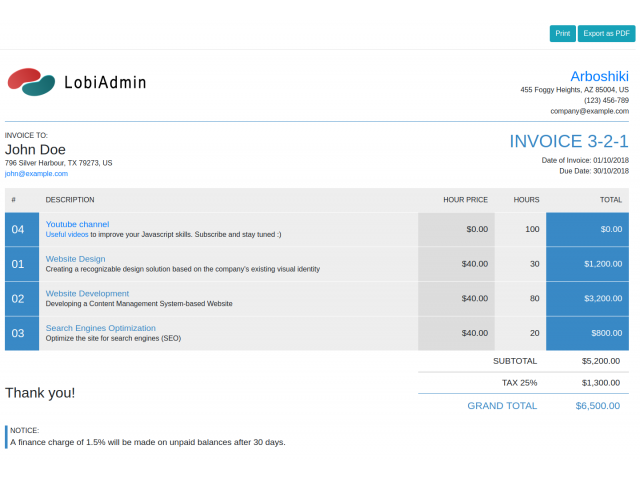 Print Export as PDF
LobiAdmin
Arboshiki
455 Foggy Heights, AZ 85004, US
(123) 456-789
company@example.com
INVOICE TO:
John Doe
796 Silver Harbour, TX 79273, US
john@example.com
INVOICE 3-2-1
Date of Invoice: 01/10/2018
Due Date: 30/10/2018
# DESCRIPTION HOUR PRICE HOURS TOTAL
04 Youtube channel $0.00 100 $0.00
Useful videos to improve your Javascript skills. Subscribe and stay tuned :)
01 Website Design $40.00 30 $1,200.00
Creating a recognizable design solution based on the company's existing visual identity
02 Website Development $40.00 80 $3,200.00
Developing a Content Management System-based Website
03 Search Engines Optimization $40.00 20 $800.00
Optimize the site for search engines (SEO)
SUBTOTAL $5,200.00
TAX 25% $1,300.00
GRAND TOTAL $6,500.00
Thank you!
NOTICE:
A finance charge of 1.5% will be made on unpaid balances after 30 days.